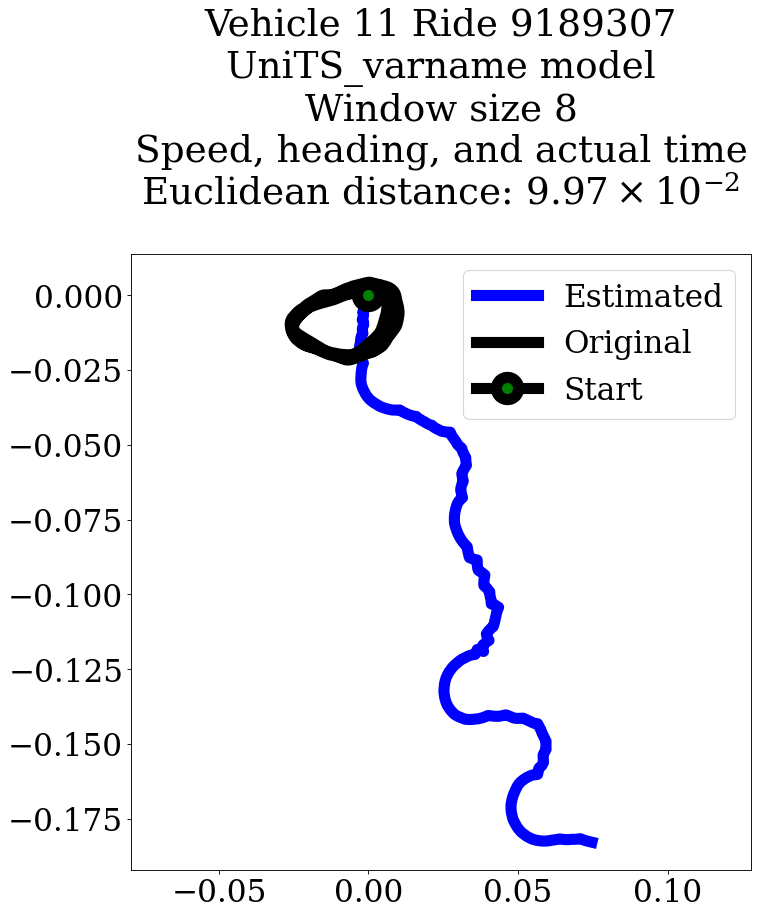 Vehicle 11 Ride 9189307
UniTS_varname model
Window size 8
Speed, heading, and actual time
Euclidean distance: 9.97 × 10⁻²
Estimated
Original
Start
0.000
−0.025
−0.050
−0.075
−0.100
−0.125
−0.150
−0.175
−0.05 0.00 0.05 0.10